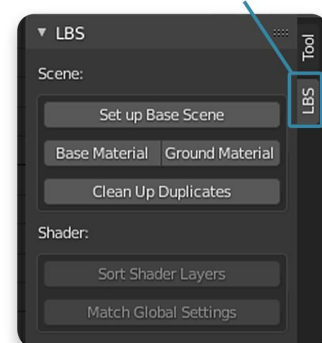 LBS
Tool
LBS
Scene:
Set up Base Scene
Base Material Ground Material
Clean Up Duplicates
Shader:
Sort Shader Layers
Match Global Settings